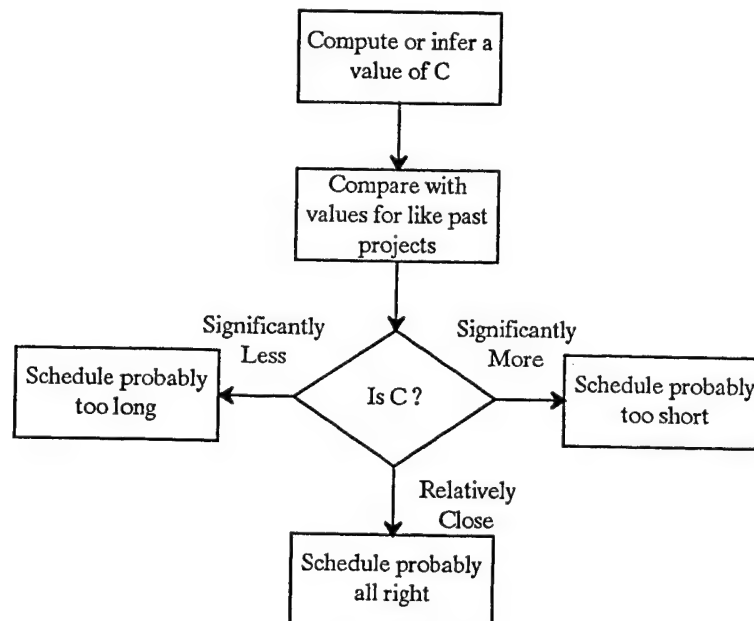 Compute or infer a
value of C
Compare with
values for like past
projects
Significantly
Less
Significantly
More
Schedule probably
too long
Is C ?
Schedule probably
too short
Relatively
Close
Schedule probably
all right